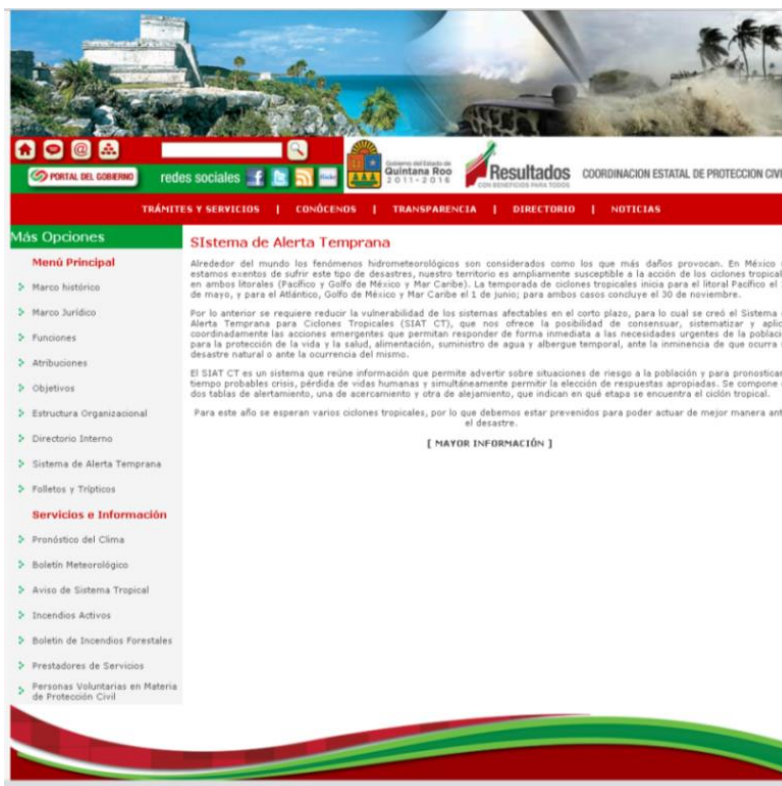 PORTAL DEL GOBIERNO
redes sociales
Gobierno del Estado de
Quintana Roo
2011 - 2016
Resultados
CON BENEFICIOS PARA TODOS
COORDINACION ESTATAL DE PROTECCION
TRÁMITES Y SERVICIOS | CONÓCENOS | TRANSPARENCIA | DIRECTORIO | NOTICIAS
Más Opciones
Menú Principal
Marco histórico
Marco Jurídico
Funciones
Atribuciones
Objetivos
Estructura Organizacional
Directorio Interno
Sistema de Alerta Temprana
Folletos y Trípticos
Servicios e Información
Pronóstico del Clima
Boletín Meteorológico
Aviso de Sistema Tropical
Incendios Activos
Boletin de Incendios Forestales
Prestadores de Servicios
Personas Voluntarias en Materia
de Protección Civil
SIstema de Alerta Temprana
Alrededor del mundo los fenómenos hidrometeorológicos son considerados como los que más daños provocan. En México
estamos exentos de sufrir este tipo de desastres, nuestro territorio es ampliamente susceptible a la acción de los ciclones
en ambos litorales (Pacífico y Golfo de México y Mar Caribe). La temporada de ciclones tropicales inicia para el litoral Pacífico el
de mayo, y para el Atlántico, Golfo de México y Mar Caribe el 1 de junio; para ambos casos concluye el 30 de noviembre.
Por lo anterior se requiere reducir la vulnerabilidad de los sistemas afectables en el corto plazo, para lo cual se creó el Sistema
Alerta Temprana para Ciclones Tropicales (SIAT CT), que nos ofrece la posibilidad de consensuar, sistematizar y
coordinadamente las acciones emergentes que permitan responder de forma inmediata a las necesidades urgentes de la
para la protección de la vida y la salud, alimentación, suministro de agua y albergue temporal, ante la inminencia de que ocurra
desastre natural o ante la ocurrencia del mismo.
El SIAT CT es un sistema que reúne información que permite advertir sobre situaciones de riesgo a la población y para
tiempo probables crisis, pérdida de vidas humanas y simultáneamente permitir la elección de respuestas apropiadas. Se compone
dos tablas de alertamiento, una de acercamiento y otra de alejamiento, que indican en qué etapa se encuentra el ciclón tropical.
Para este año se esperan varios ciclones tropicales, por lo que debemos estar prevenidos para poder actuar de mejor manera
el desastre.
[ MAYOR INFORMACIÓN ]